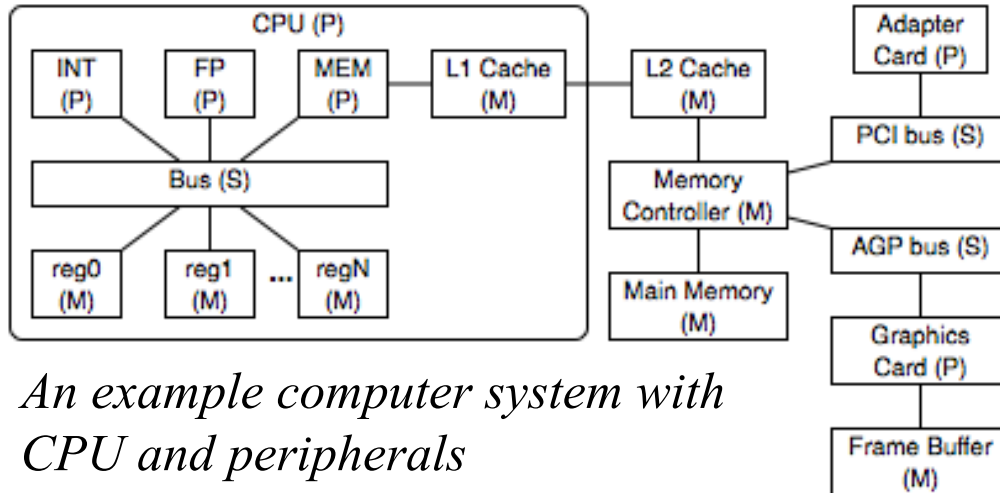 CPU (P)
INT
(P)
FP
(P)
MEM
(P)
L1 Cache
(M)
L2 Cache
(M)
Adapter
Card (P)
PCI bus (S)
Bus (S)
Memory
Controller (M)
AGP bus (S)
reg0
(M)
reg1
(M)
...
regN
(M)
Main Memory
(M)
Graphics
Card (P)
Frame Buffer
(M)
An example computer system with
CPU and peripherals